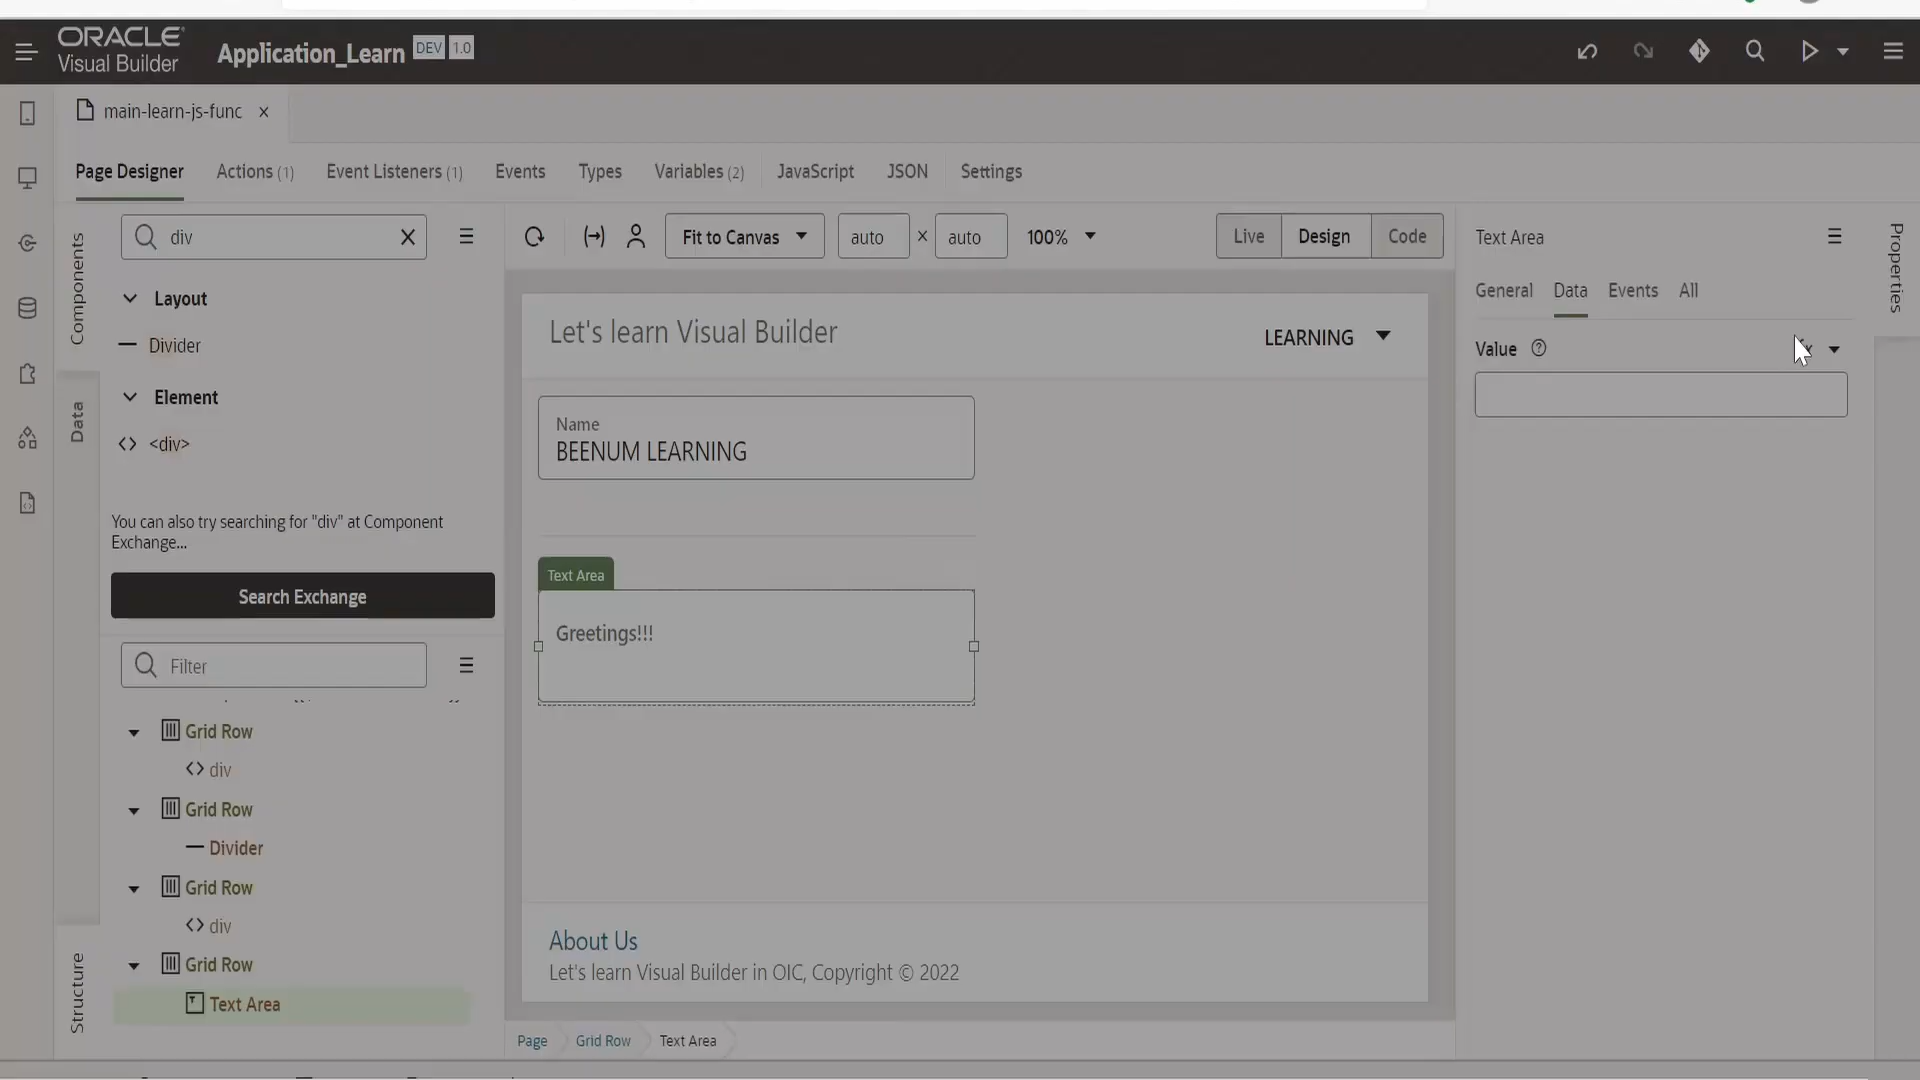 ORACLE
Visual Builder
Application_Learn DEV 1.0
main-learn-js-func
Page Designer Actions (1) Event Listeners (1) Events Types Variables (2) JavaScript JSON Settings
Components
div
Layout
Divider
Element
<div>
You can also try searching for "div" at Component
Exchange...
Search Exchange
Data
Filter
Grid Row
div
Grid Row
Divider
Grid Row
div
Grid Row
Text Area
Structure
Fit to Canvas auto × auto 100% Live Design Code
Let's learn Visual Builder
LEARNING
Name
BEENUM LEARNING
Text Area
Greetings!!!
About Us
Let's learn Visual Builder in OIC, Copyright © 2022
Page Grid Row Text Area
Text Area
General Data Events All
Value
Properties